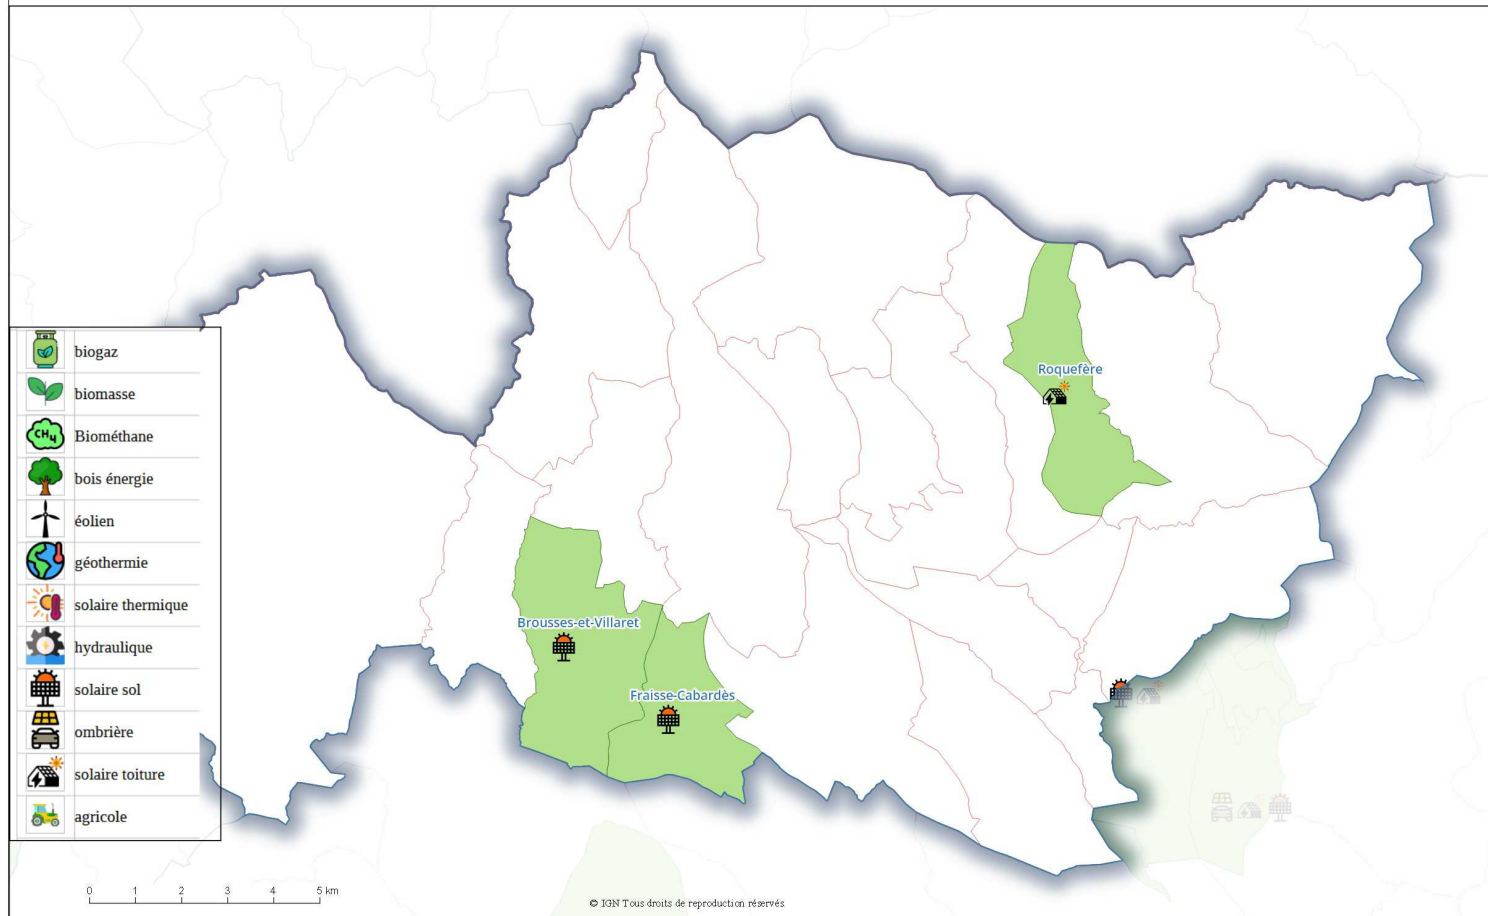 Roquefère
biogaz
biomasse
CH4
Biométhane
bois énergie
éolien
géothermie
solaire thermique
hydraulique
solaire sol
ombrière
solaire toiture
agricole
Brousses-et-Villaret
Fraisse-Cabardès
0 1 2 3 4 5 km
© IGN Tous droits de reproduction réservés